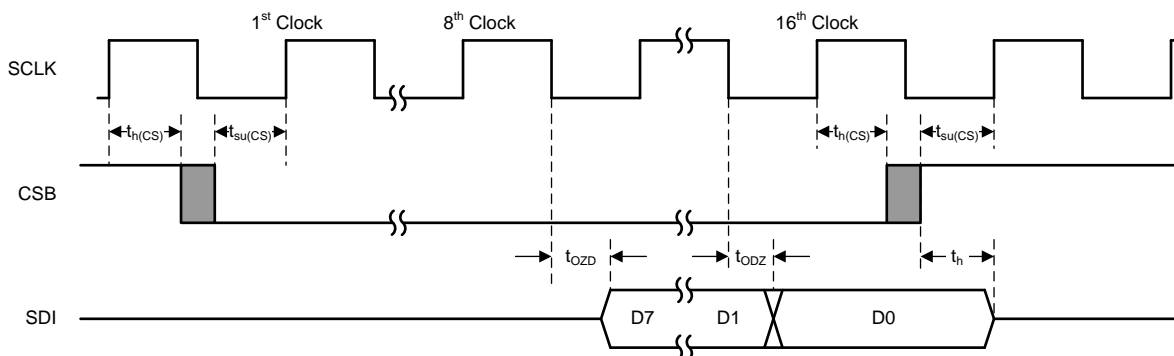 1st Clock 8th Clock 16th Clock
SCLK
th(CS) tsu(CS) th(CS) tsu(CS)
CSB
tOZD tODZ th
SDI D7 D1 D0